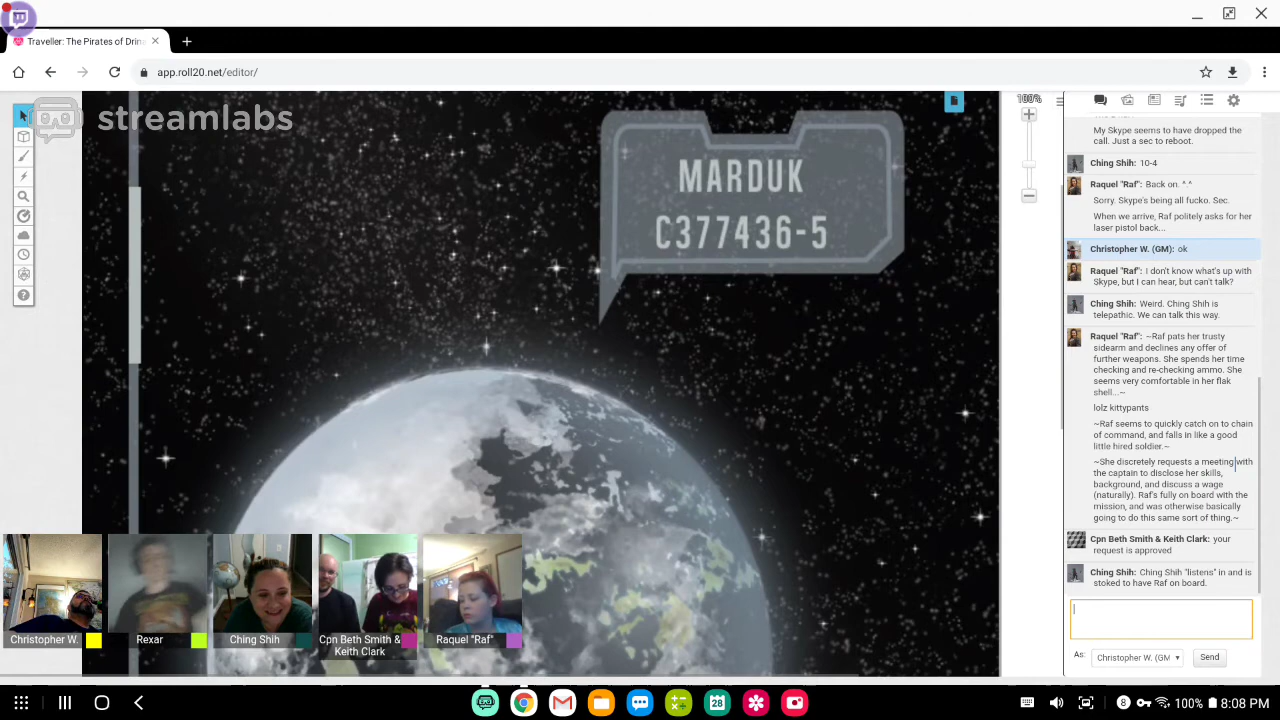 Traveller: The Pirates of Drina
app.roll20.net/editor/
streamlabs
MARDUK
C377436-5
100%
My Skype seems to have dropped the
call. Just a sec to reboot.
Ching Shih: 10-4
Raquel "Raf": Back on. ^.^
Sorry. Skype's being all fucko. Sec.
When we arrive, Raf politely asks for her
laser pistol back...
Christopher W. (GM): ok
Raquel "Raf": I don't know what's up with
Skype, but I can hear, but can't talk?
Ching Shih: Weird. Ching Shih is
telepathic. We can talk this way.
Raquel "Raf": ~Raf pats her trusty
sidearm and declines any offer of
further weapons. She spends her time
checking and re-checking ammo. She
seems very comfortable in her flak
shell...~
lolz kittypants
~Raf seems to quickly catch on to chain
of command, and falls in like a good
little hired soldier.~
~She discretely requests a meeting with
the captain to disclose her skills,
background, and discuss a wage
(naturally). Raf's fully on board with the
mission, and was otherwise basically
going to do this same sort of thing.~
Cpn Beth Smith & Keith Clark: your
request is approved
Ching Shih: Ching Shih "listens" in and is
stoked to have Raf on board.
As: Christopher W. (GM
Send
Christopher W.
Rexar
Ching Shih
Cpn Beth Smith &
Keith Clark
Raquel "Raf"
28
8
100%
8:08 PM